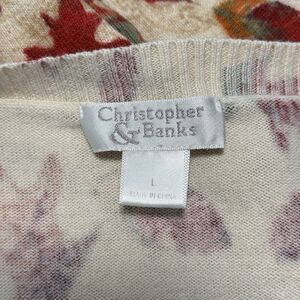 Christopher
& Banks
L
MADE IN CHINA